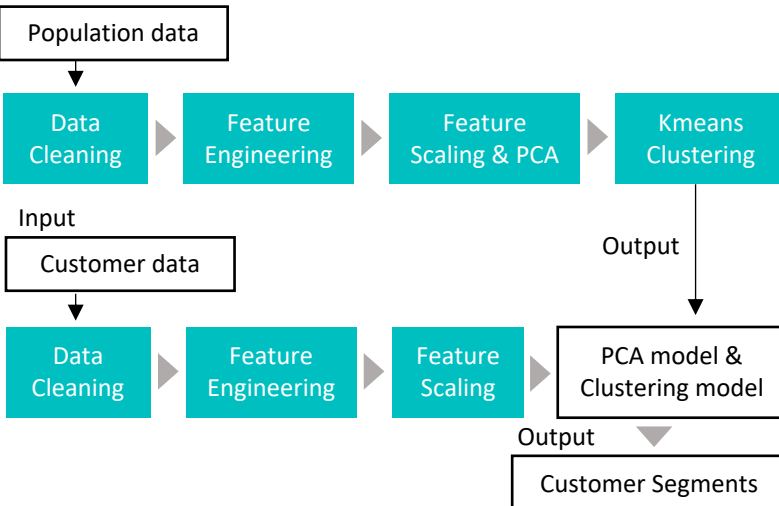 Population data
Data
Cleaning
Feature
Engineering
Feature
Scaling & PCA
Kmeans
Clustering
Input
Customer data
Output
Data
Cleaning
Feature
Engineering
Feature
Scaling
PCA model &
Clustering model
Output
Customer Segments